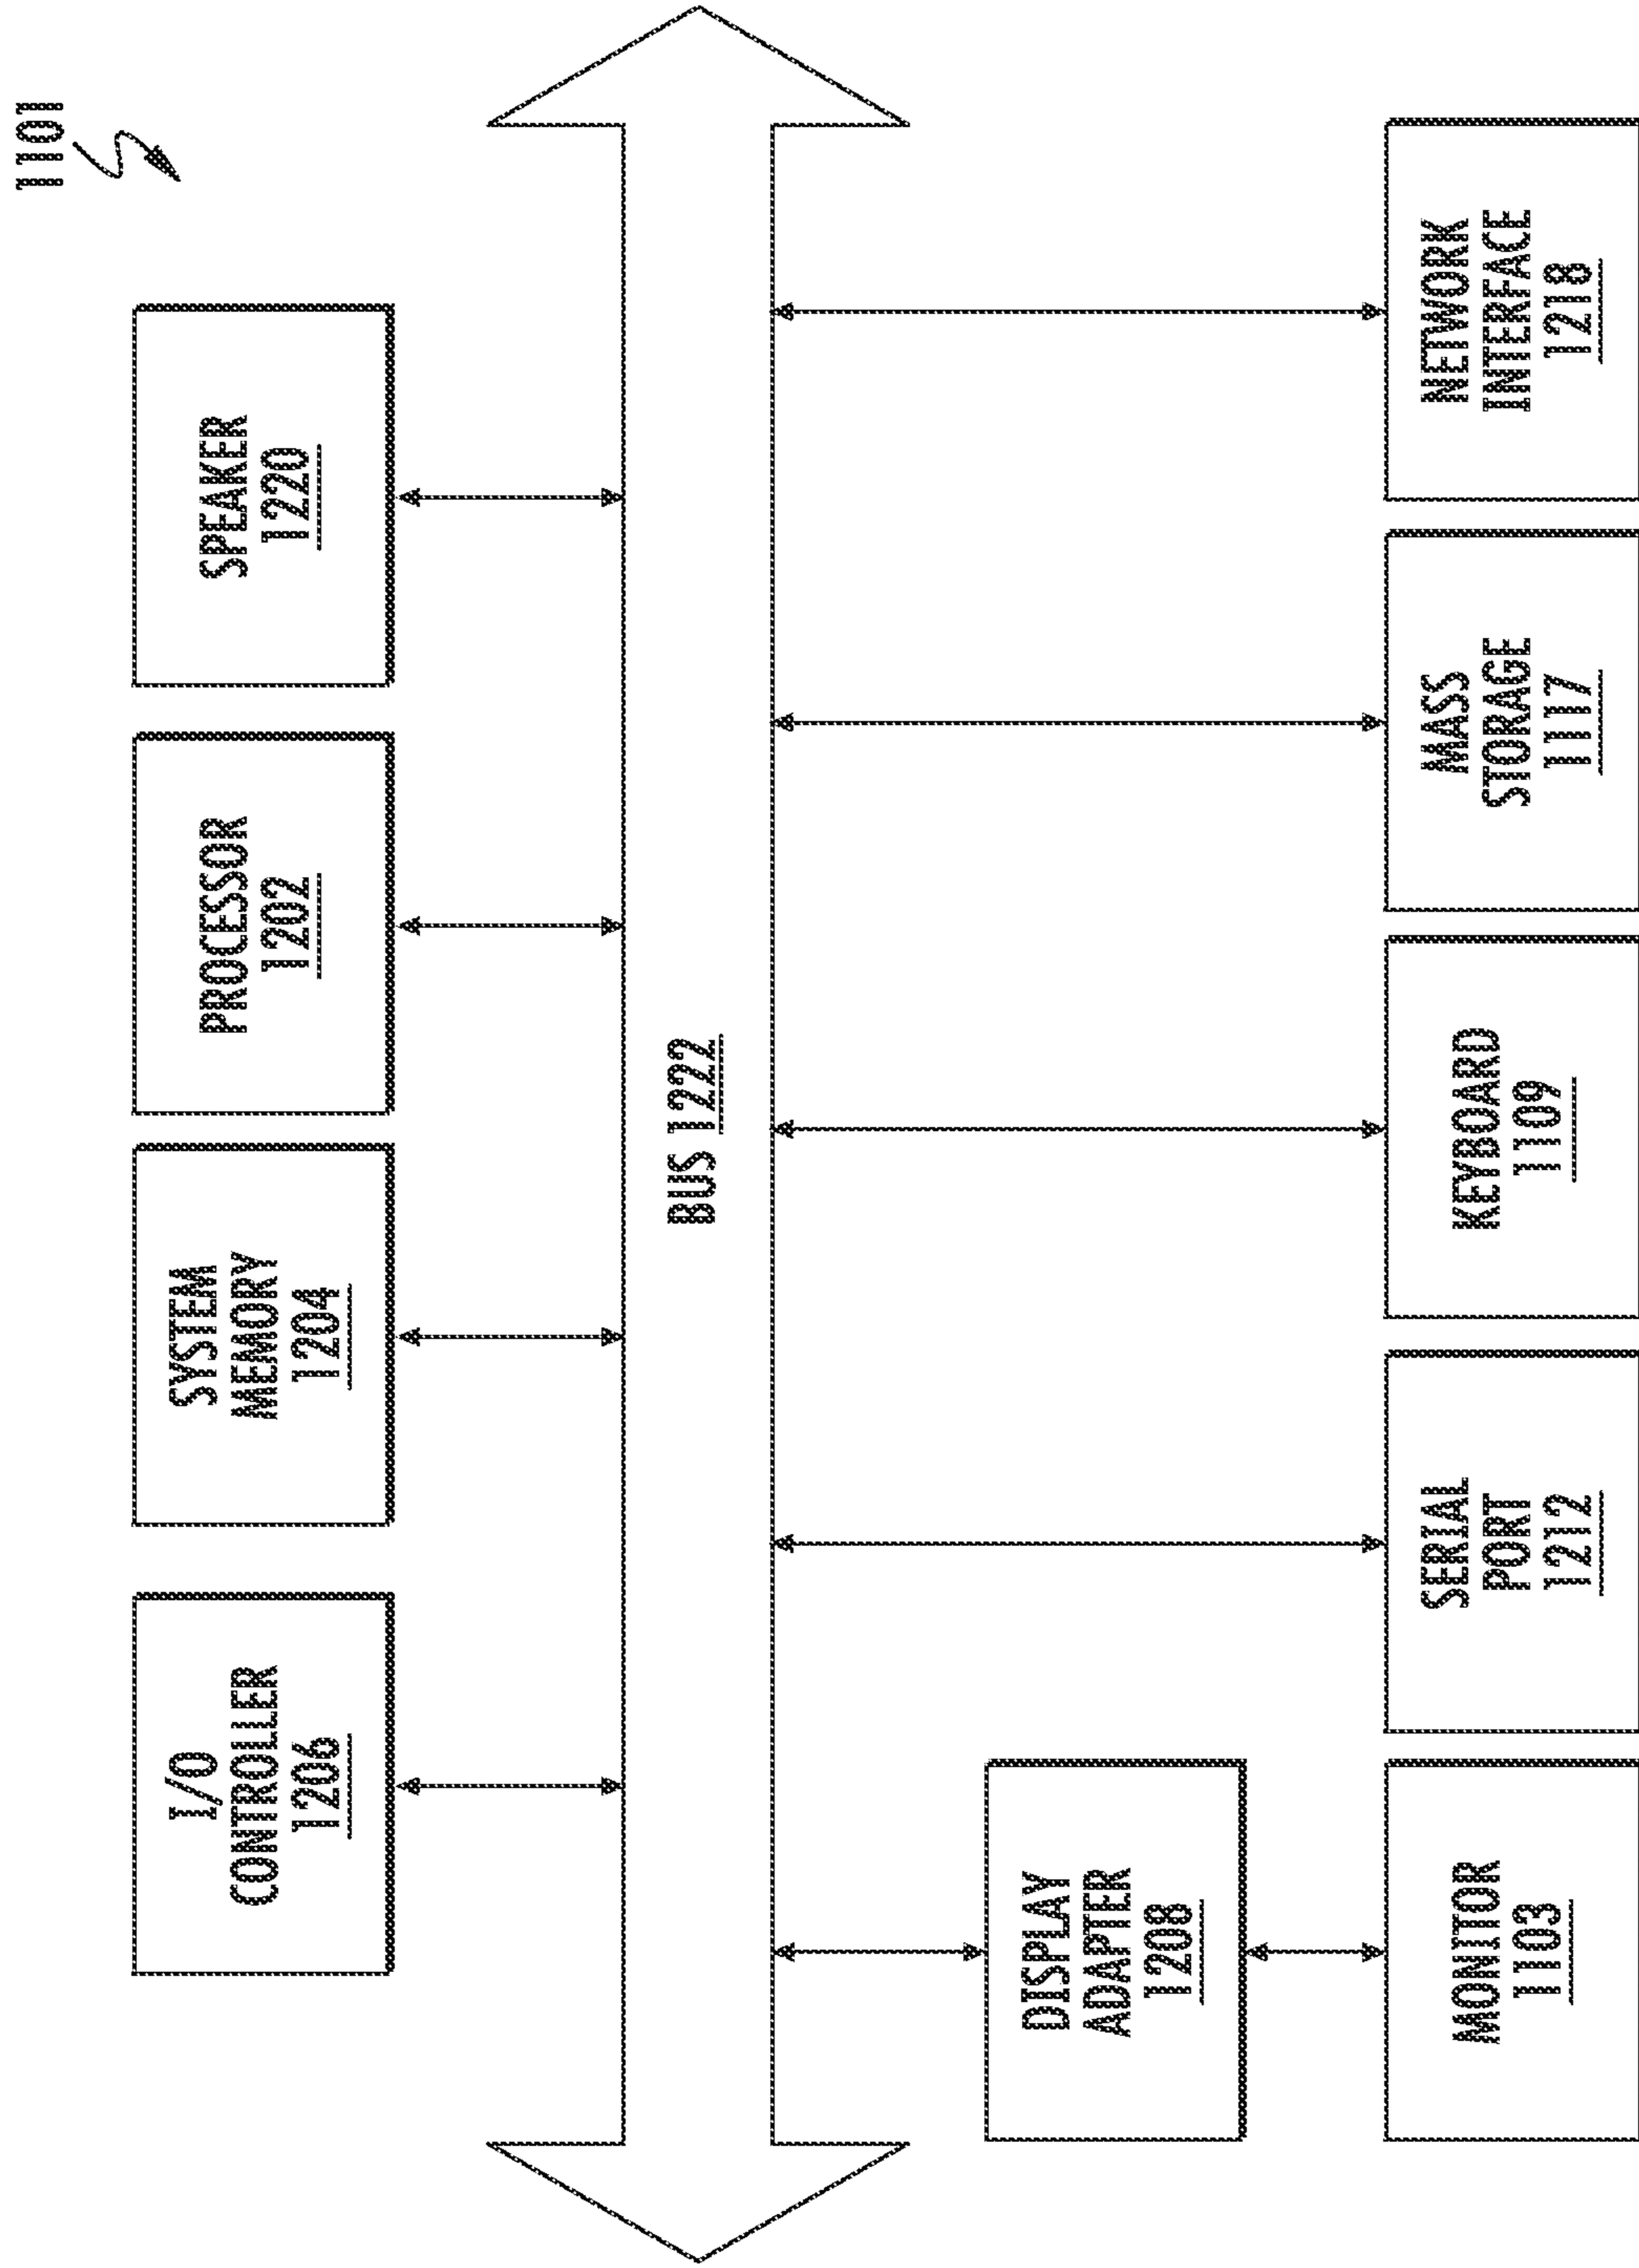 1101
I/O
CONTROLLER
1206
SYSTEM
MEMORY
1204
PROCESSOR
1202
SPEAKER
1220
BUS 1222
DISPLAY
ADAPTER
1208
MONITOR
1103
SERIAL
PORT
1212
KEYBOARD
1109
MASS
STORAGE
1117
NETWORK
INTERFACE
1218